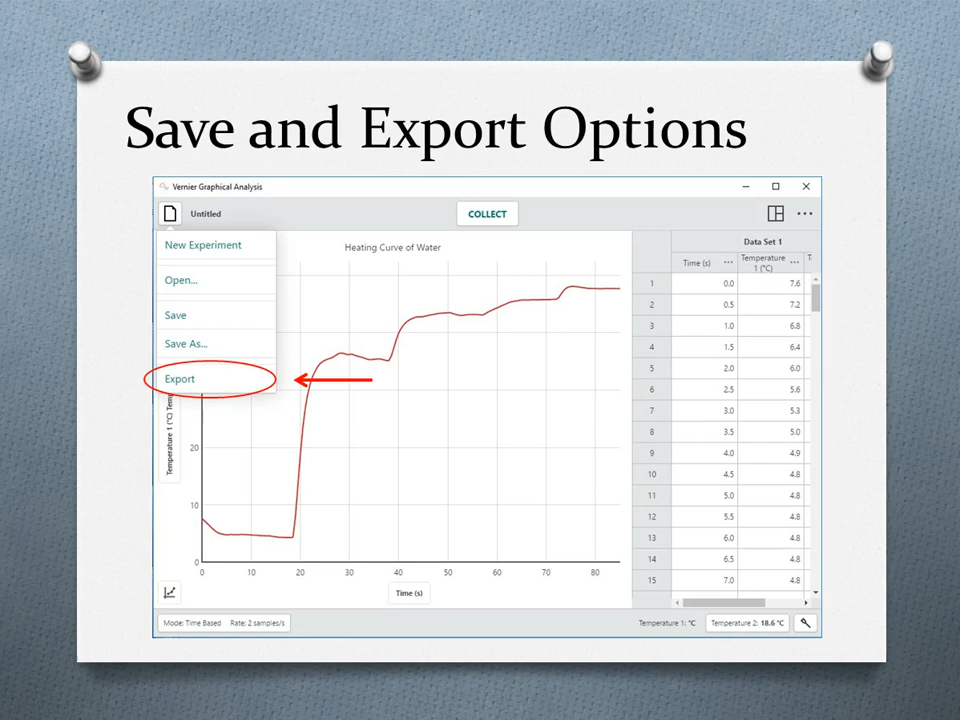 Save and Export Options
Vernier Graphical Analysis
Untitled
COLLECT
New Experiment
Open...
Save
Save As...
Export
Heating Curve of Water
Temperature 1 (°C)
20
10
0
0 10 20 30 40 50 60 70 80
Time (s)
Data Set 1
Time (s) ... Temperature 1 (°C) ...
1 0.0 7.6
2 0.5 7.2
3 1.0 6.8
4 1.5 6.4
5 2.0 6.0
6 2.5 5.6
7 3.0 5.3
8 3.5 5.0
9 4.0 4.9
10 4.5 4.8
11 5.0 4.8
12 5.5 4.8
13 6.0 4.8
14 6.5 4.8
15 7.0 4.8
Mode: Time Based Rate: 2 samples/s
Temperature 1: °C
Temperature 2: 18.6 °C